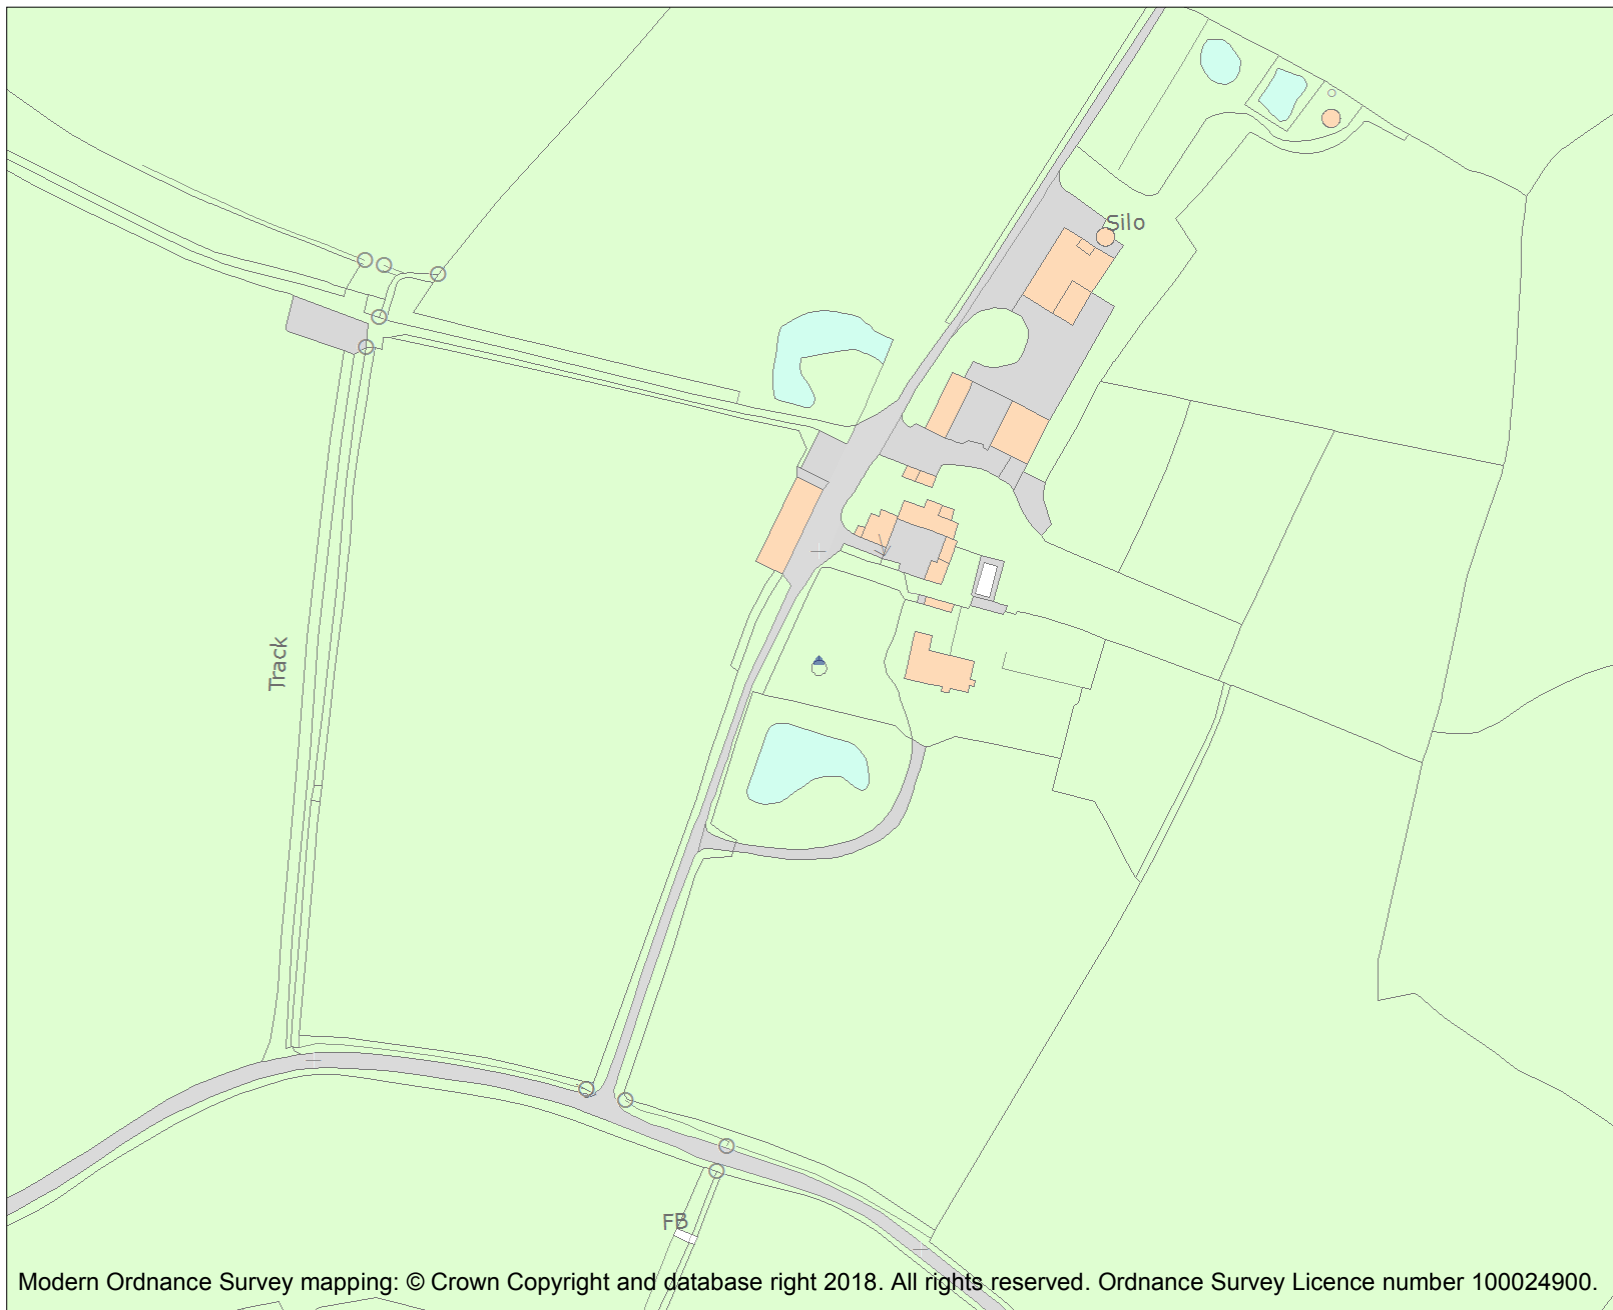 Silo
Track
FB
Modern Ordnance Survey mapping: © Crown Copyright and database right 2018. All rights reserved. Ordnance Survey Licence number 100024900.